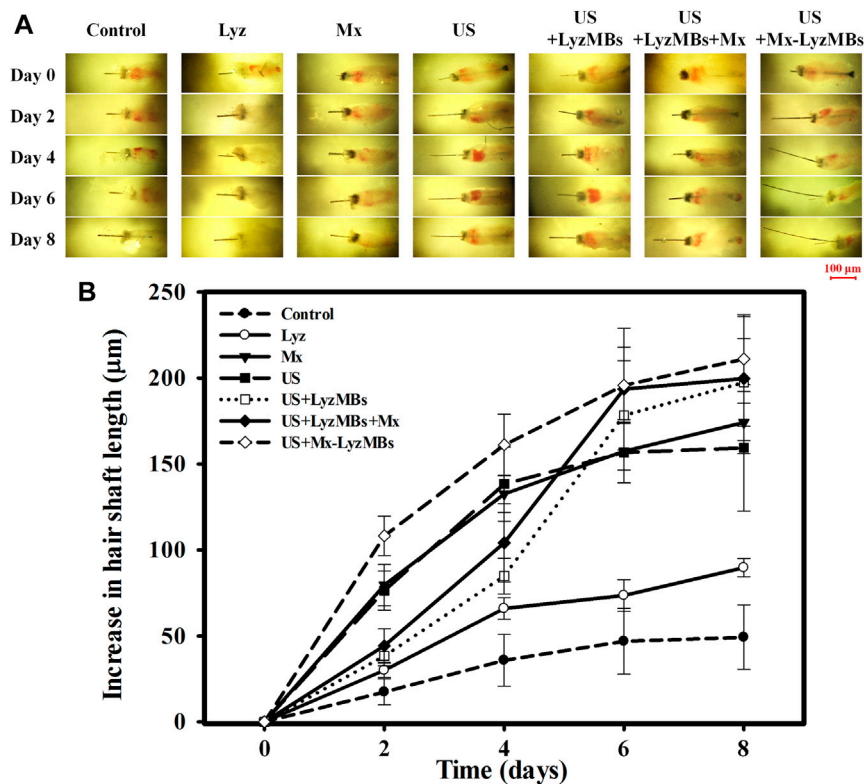 A
Control
Lyz
Mx
US
US
+LyzMBs
US
+LyzMBs+Mx
US
+Mx-LyzMBs
Day 0
Day 2
Day 4
Day 6
Day 8
100 μm
B
Increase in hair shaft length (μm)
250
200
150
100
50
0
Control
Lyz
Mx
US
US+LyzMBs
US+LyzMBs+Mx
US+Mx-LyzMBs
0 2 4 6 8
Time (days)